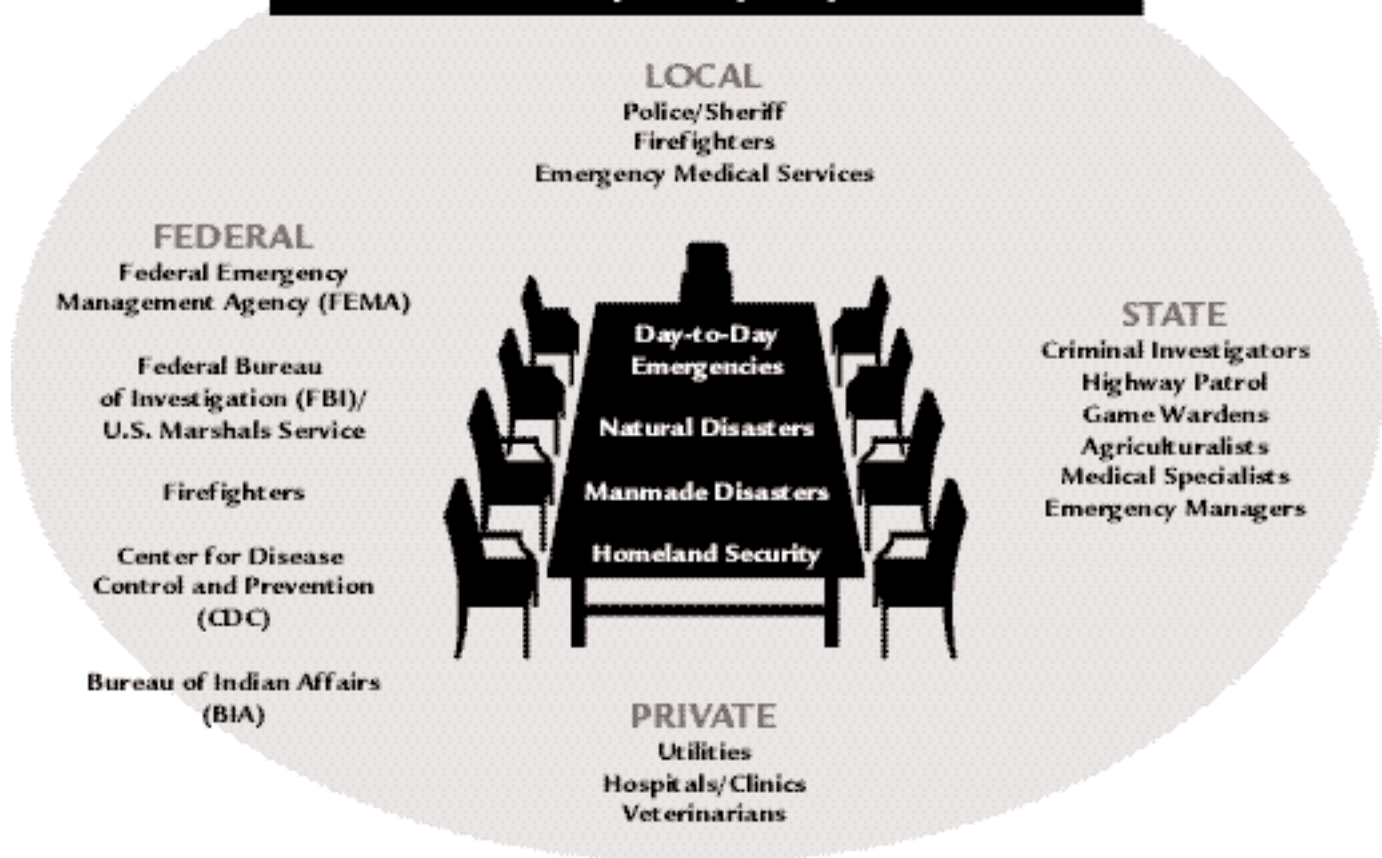 LOCAL
Police/Sheriff
Firefighters
Emergency Medical Services
FEDERAL
Federal Emergency
Management Agency (FEMA)
Federal Bureau
of Investigation (FBI)/
U.S. Marshals Service
Firefighters
Center for Disease
Control and Prevention
(CDC)
Bureau of Indian Affairs
(BIA)
Day-to-Day
Emergencies
Natural Disasters
Manmade Disasters
Homeland Security
STATE
Criminal Investigators
Highway Patrol
Game Wardens
Agriculturalists
Medical Specialists
Emergency Managers
PRIVATE
Utilities
Hospitals/Clinics
Veterinarians